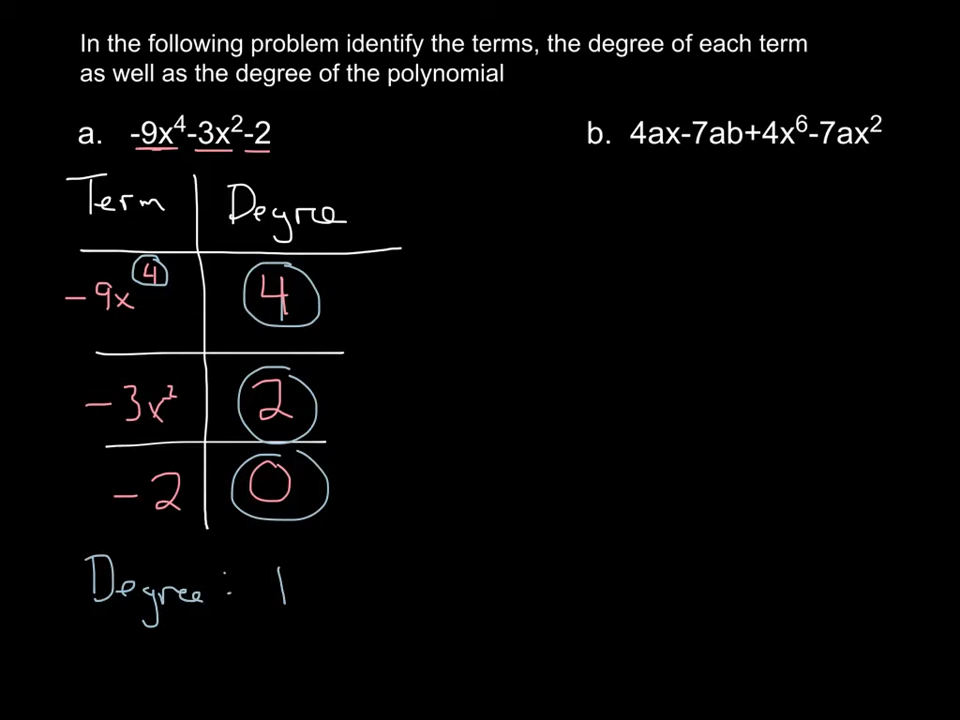 In the following problem identify the terms, the degree of each term
as well as the degree of the polynomial
a. -9x⁴-3x²-2
b. 4ax-7ab+4x⁶-7ax²
Term Degree
-9x⁴ 4
-3x² 2
-2 0
Degree: 1